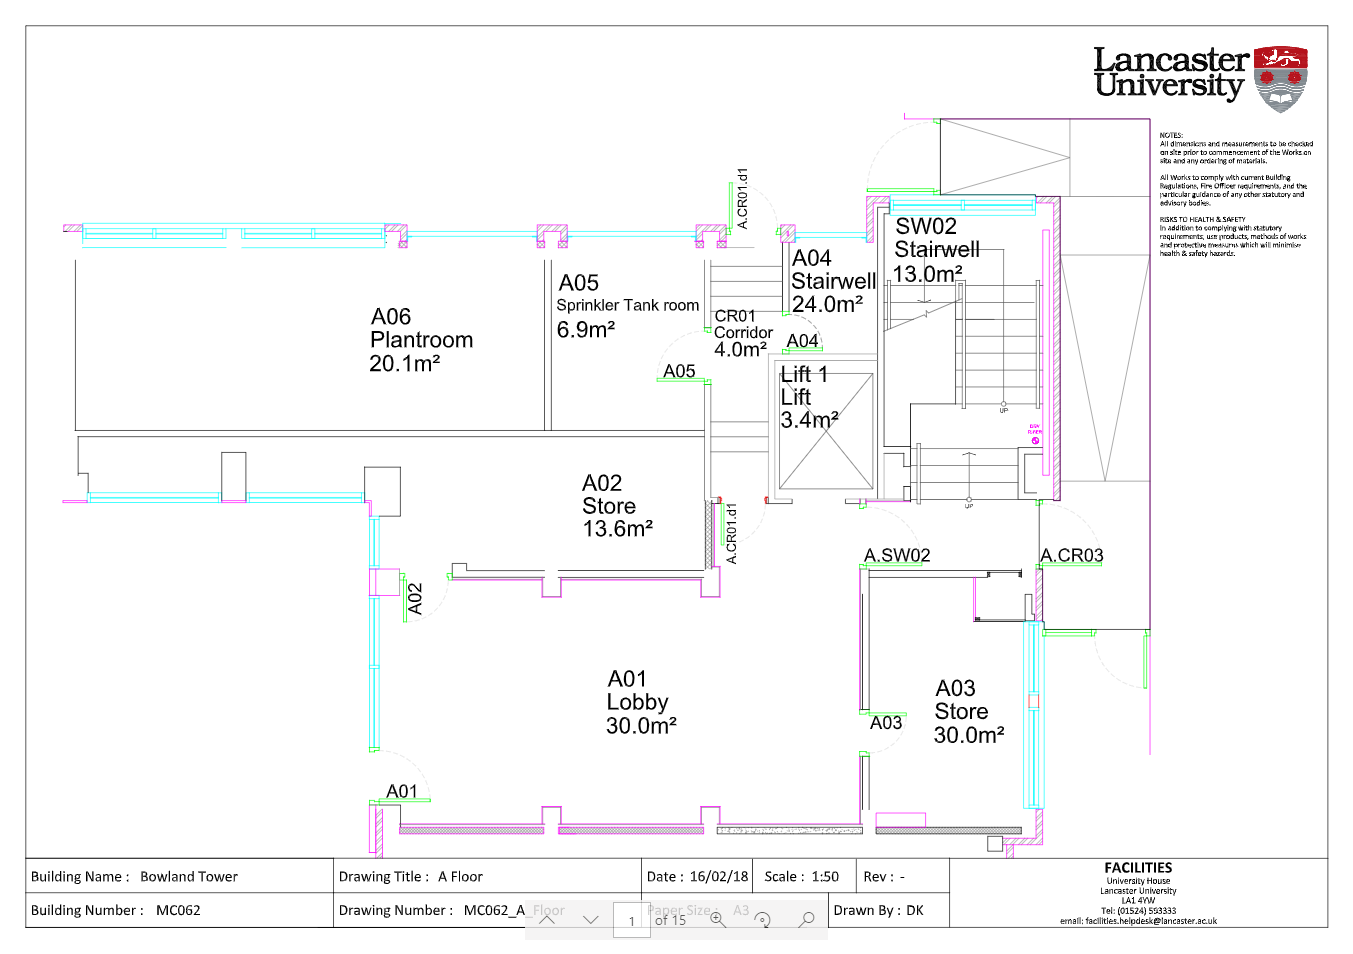 Lancaster
University
NOTES:
All dimensions and measurements to be checked
on site prior to commencement of the Works on
site and any ordering of materials.
All Works to comply with current Building
Regulations, Fire Officer requirements, and the
particular guidance of any other statutory and
advisory bodies.
RISKS TO HEALTH & SAFETY
In addition to complying with statutory
requirements, use products, methods of works
and protective measures which will minimise
health & safety hazards.
A.CR01.d1
SW02
Stairwell
13.0m²
A04
Stairwell
24.0m²
A05
Sprinkler Tank room
6.9m²
A06
Plantroom
20.1m²
CR01
Corridor
4.0m²
A04
A05
Lift 1
Lift
3.4m²
UP
DRY
RISER
A02
Store
13.6m²
UP
A.CR01.d1
A.SW02
A.CR03
A02
A01
Lobby
30.0m²
A03
Store
30.0m²
A03
A01
Building Name : Bowland Tower
Drawing Title : A Floor
Date : 16/02/18
Scale : 1:50
Rev : -
Building Number : MC062
Drawing Number : MC062_A_Floor
Paper Size : A3
Drawn By : DK
1 of 15
FACILITIES
University House
Lancaster University
LA1 4YW
Tel: (01524) 593333
email: facilities.helpdesk@lancaster.ac.uk